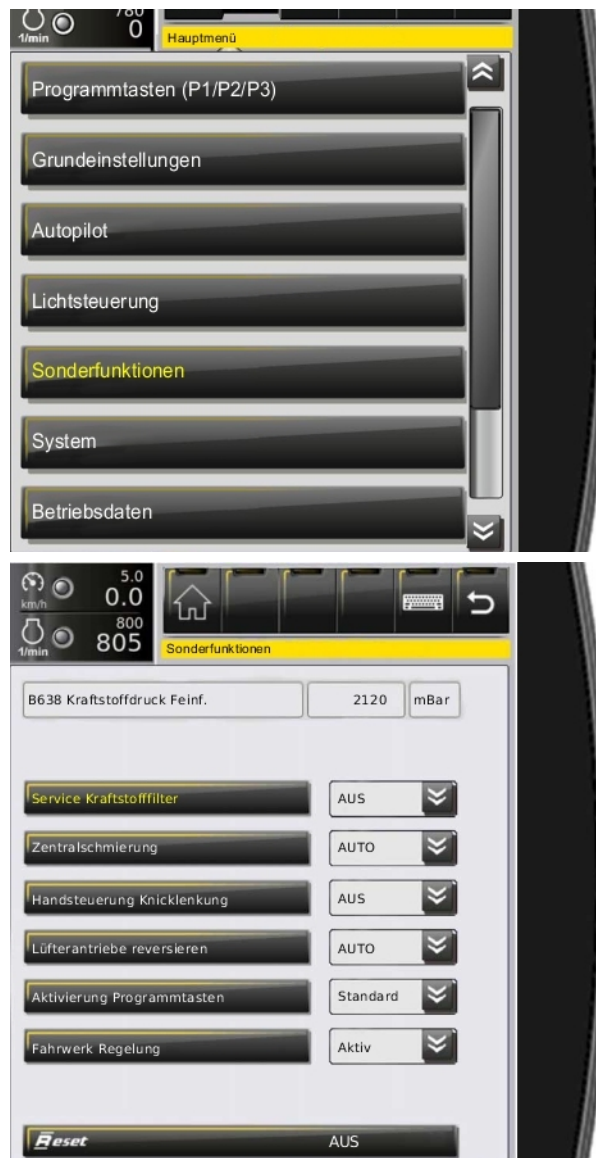 780
1/min 0
Hauptmenü
Programmtasten (P1/P2/P3)
Grundeinstellungen
Autopilot
Lichtsteuerung
Sonderfunktionen
System
Betriebsdaten
5.0
km/h 0.0
800
1/min 805
Sonderfunktionen
B638 Kraftstoffdruck Feinf. 2120 mBar
Service Kraftstofffilter AUS
Zentralschmierung AUTO
Handsteuerung Knicklenkung AUS
Lüfterantriebe reversieren AUTO
Aktivierung Programmtasten Standard
Fahrwerk Regelung Aktiv
Reset AUS